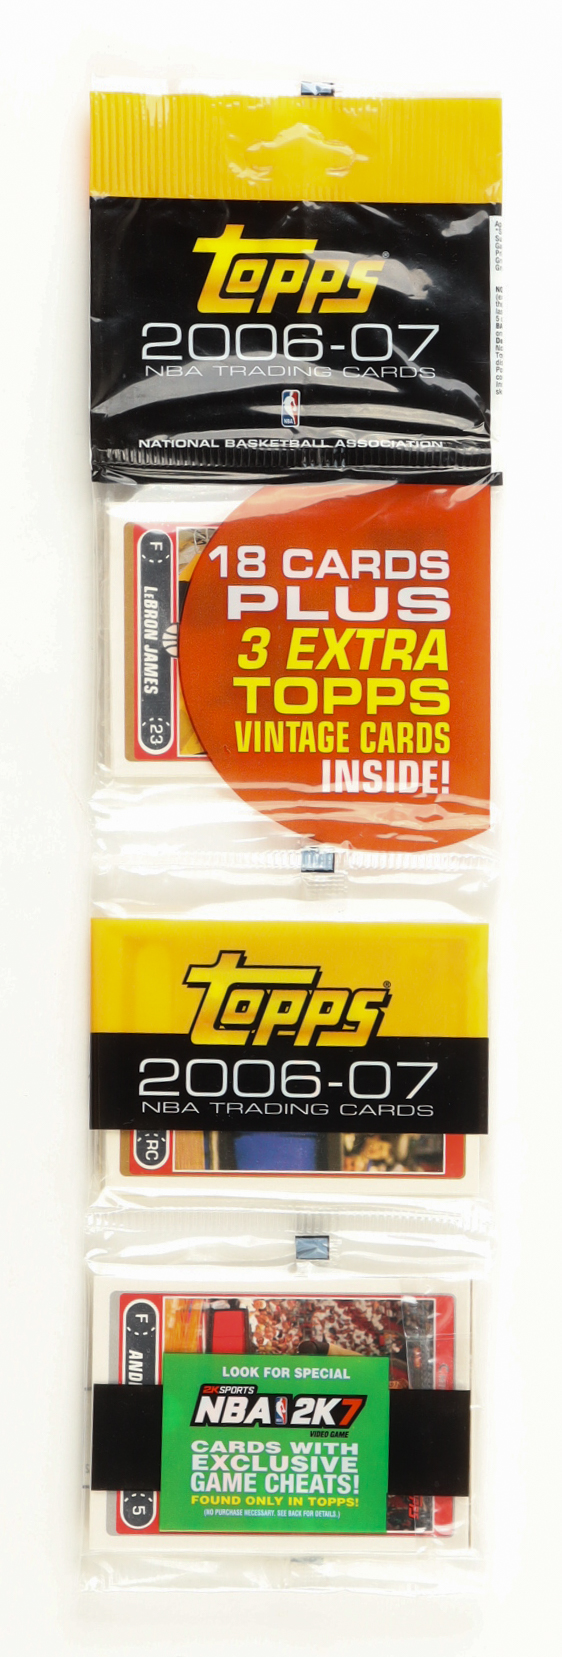 Topps®
2006-07
NBA TRADING CARDS
NBA
NATIONAL BASKETBALL ASSOCIATION
F
LeBRON JAMES
23
18 CARDS
PLUS
3 EXTRA
TOPPS
VINTAGE CARDS
INSIDE!
Topps®
2006-07
NBA TRADING CARDS
RC
F
AND
5
LOOK FOR SPECIAL
2K SPORTS
NBA 2K7
VIDEO GAME
CARDS WITH
EXCLUSIVE
GAME CHEATS!
FOUND ONLY IN TOPPS!
(NO PURCHASE NECESSARY. SEE BACK FOR DETAILS.)